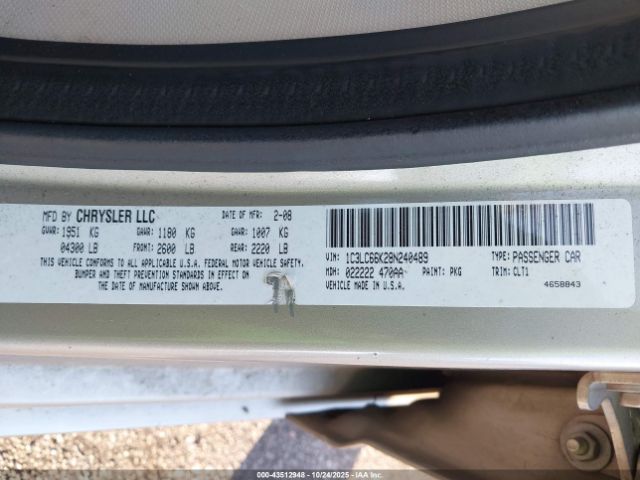 MFD BY CHRYSLER LLC DATE OF MFR: 2-08
GVWR: 1951 KG GAWR: 1180 KG GAWR: 1007 KG
04300 LB FRONT: 2600 LB REAR: 2220 LB
THIS VEHICLE CONFORMS TO ALL APPLICABLE U.S.A. FEDERAL MOTOR VEHICLE SAFETY,
BUMPER AND THEFT PREVENTION STANDARDS IN EFFECT ON
THE DATE OF MANUFACTURE SHOWN ABOVE.
VIN: 1C3LC66K28N240489 TYPE: PASSENGER CAR
MDH: 022222 470AA PAINT: PKG TRIM: CLT1
VEHICLE MADE IN U.S.A. 4658843
000-43512948 | 10/24/2025 | COPYRIGHT © IAA, LLC